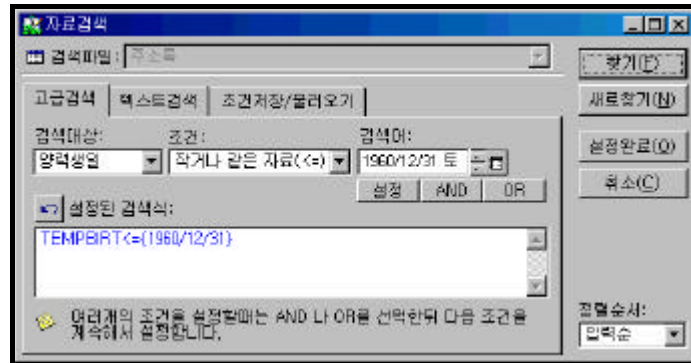 자료검색
검색파일: 주소록
찾기(F)
고급검색 텍스트검색 조건저장/불러오기
새로찾기(N)
검색대상: 조건: 검색어:
양력생일 작거나 같은 자료(<=) 1960/12/31 토
설정완료(O)
설정 AND OR
취소(C)
설정된 검색식:
TEMPBIRT<={1960/12/31}
여러개의 조건을 설정할때는 AND 나 OR을 선택한뒤 다음 조건을
계속해서 설정합니다.
정렬순서:
입력순